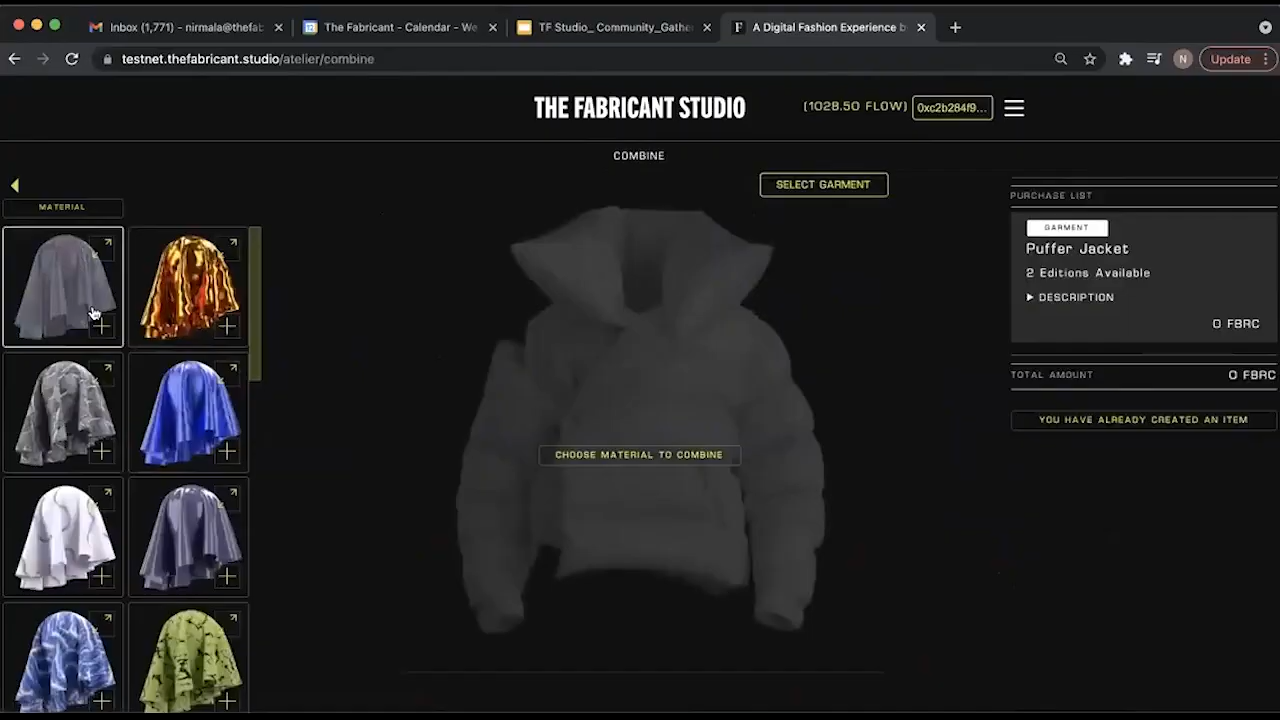 Inbox (1,771) - nirmala@thefab
The Fabricant - Calendar - We
TF Studio_ Community_Gathe
A Digital Fashion Experience b
testnet.thefabricant.studio/atelier/combine
N
Update
THE FABRICANT STUDIO
(1028.50 FLOW)
0xc2b284f9...
COMBINE
SELECT GARMENT
MATERIAL
CHOOSE MATERIAL TO COMBINE
PURCHASE LIST
GARMENT
Puffer Jacket
2 Editions Available
DESCRIPTION
0 FBRC
TOTAL AMOUNT 0 FBRC
YOU HAVE ALREADY CREATED AN ITEM